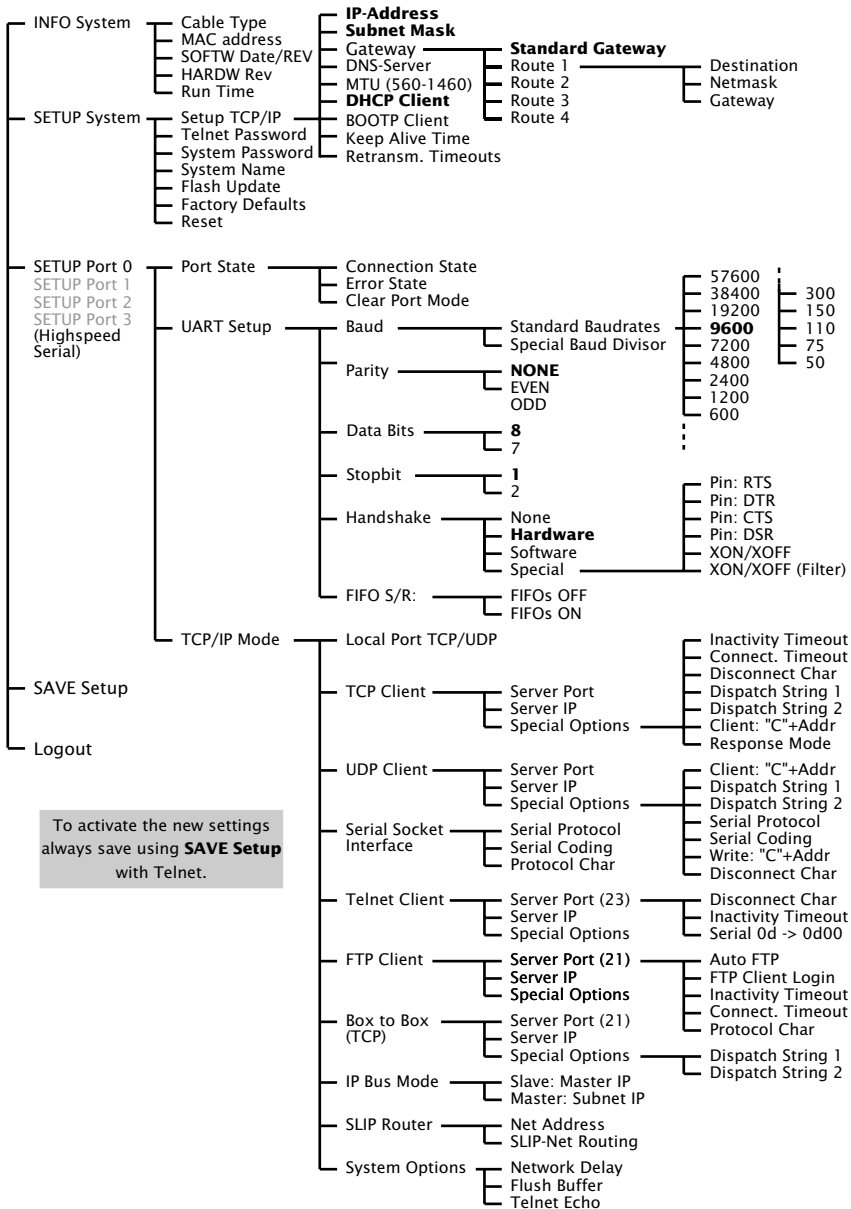 INFO System
Cable Type
MAC address
SOFTW Date/REV
HARDW Rev
Run Time
SETUP System
Setup TCP/IP
IP-Address
Subnet Mask
Gateway
Standard Gateway
Route 1
Destination
Netmask
Gateway
Route 2
Route 3
Route 4
DNS-Server
MTU (560-1460)
DHCP Client
BOOTP Client
Keep Alive Time
Retransm. Timeouts
Telnet Password
System Password
System Name
Flash Update
Factory Defaults
Reset
SETUP Port 0
SETUP Port 1
SETUP Port 2
SETUP Port 3
(Highspeed
Serial)
Port State
Connection State
Error State
Clear Port Mode
UART Setup
Baud
Standard Baudrates
Special Baud Divisor
57600
38400
19200
9600
7200
4800
2400
1200
600
300
150
110
75
50
Parity
NONE
EVEN
ODD
Data Bits
8
7
Stopbit
1
2
Handshake
None
Hardware
Software
Special
Pin: RTS
Pin: DTR
Pin: CTS
Pin: DSR
XON/XOFF
XON/XOFF (Filter)
FIFO S/R:
FIFOs OFF
FIFOs ON
TCP/IP Mode
Local Port TCP/UDP
TCP Client
Server Port
Server IP
Special Options
Inactivity Timeout
Connect. Timeout
Disconnect Char
Dispatch String 1
Dispatch String 2
Client: "C"+Addr
Response Mode
UDP Client
Server Port
Server IP
Special Options
Client: "C"+Addr
Dispatch String 1
Dispatch String 2
Serial Protocol
Serial Coding
Write: "C"+Addr
Disconnect Char
Serial Socket
Interface
Serial Protocol
Serial Coding
Protocol Char
Telnet Client
Server Port (23)
Server IP
Special Options
Disconnect Char
Inactivity Timeout
Serial 0d -> 0d00
FTP Client
Server Port (21)
Server IP
Special Options
Auto FTP
FTP Client Login
Inactivity Timeout
Connect. Timeout
Protocol Char
Box to Box
(TCP)
Server Port (21)
Server IP
Special Options
Dispatch String 1
Dispatch String 2
IP Bus Mode
Slave: Master IP
Master: Subnet IP
SLIP Router
Net Address
SLIP-Net Routing
System Options
Network Delay
Flush Buffer
Telnet Echo
SAVE Setup
Logout
To activate the new settings
always save using SAVE Setup
with Telnet.